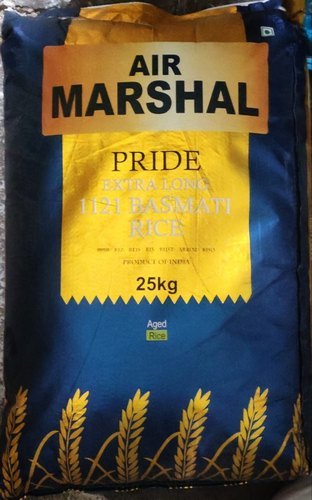 AIR
MARSHAL
PRIDE
EXTRA LONG
1121 BASMATI
RICE
PRODUCT OF INDIA
25kg
Aged
Rice